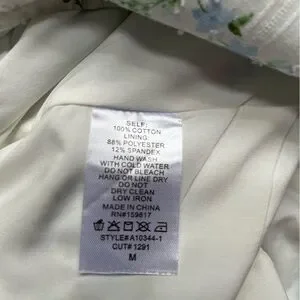 SELF:
100% COTTON
LINING:
88% POLYESTER
12% SPANDEX
HAND WASH
WITH COLD WATER
DO NOT BLEACH
HANG OR LINE DRY
DO NOT
DRY CLEAN
LOW IRON
MADE IN CHINA
RN#159817
STYLE#A10344-1
CUT# 1291
M